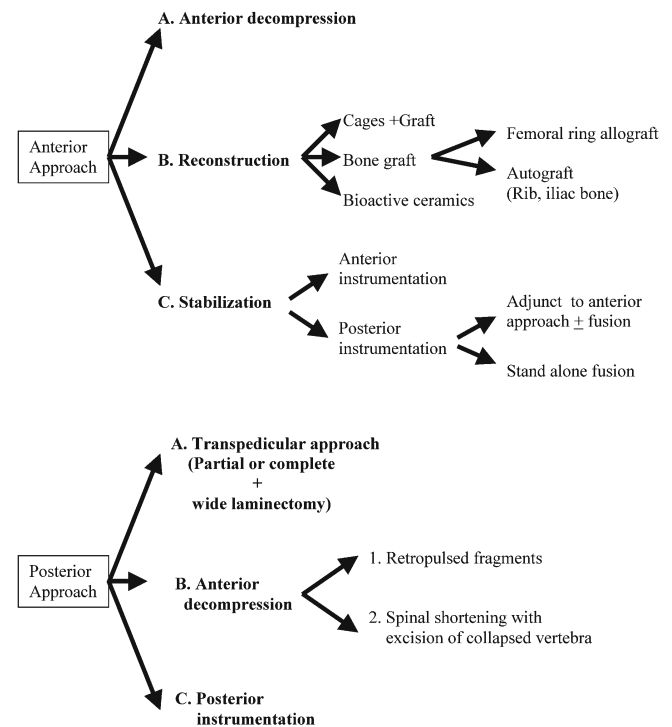 A. Anterior decompression
Anterior
Approach
B. Reconstruction
Cages +Graft
Bone graft
Bioactive ceramics
Femoral ring allograft
Autograft
(Rib, iliac bone)
C. Stabilization
Anterior
instrumentation
Posterior
instrumentation
Adjunct to anterior
approach ± fusion
Stand alone fusion
A. Transpedicular approach
(Partial or complete
+
wide laminectomy)
Posterior
Approach
B. Anterior
decompression
1. Retropulsed fragments
2. Spinal shortening with
excision of collapsed vertebra
C. Posterior
instrumentation